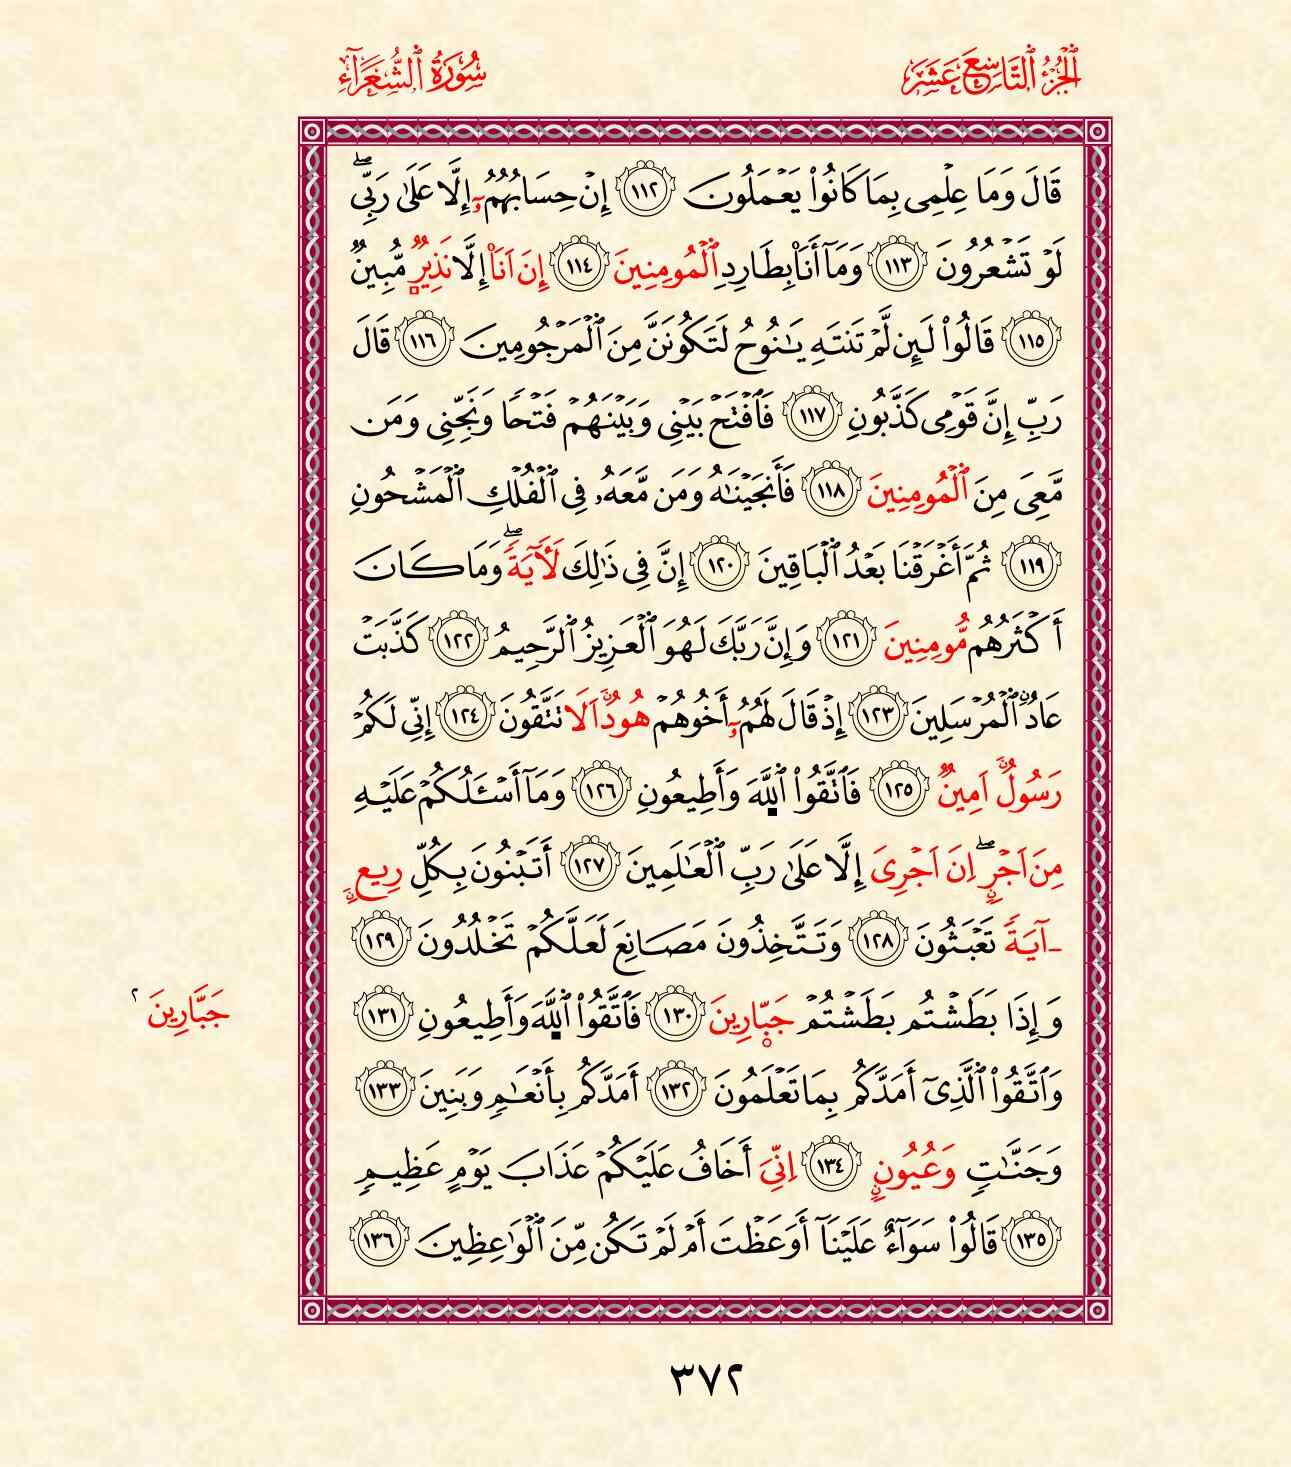 ٱلْجُزْءُ ٱلتَّاسِعَ عَشَرَ
سُورَةُ ٱلشُّعَرَآءِ
قَالَ وَمَا عِلْمِى بِمَا كَانُواْ يَعْمَلُونَ ١١٢ إِنْ حِسَابُهُمُۥٓ إِلَّا عَلَىٰ رَبِّىۖ
لَوْ تَشْعُرُونَ ١١٣ وَمَآ أَنَا۠ بِطَارِدِ ٱلْمُومِنِينَ ١١٤ إِنَ اَنَا۠ إِلَّا نَذِيرٌ مُّبِينٌ
١١٥ قَالُواْ لَئِن لَّمْ تَنتَهِ يَٰنُوحُ لَتَكُونَنَّ مِنَ ٱلْمَرْجُومِينَ ١١٦ قَالَ
رَبِّ إِنَّ قَوْمِى كَذَّبُونِ ١١٧ فَٱفْتَحْ بَيْنِى وَبَيْنَهُمْ فَتْحًا وَنَجِّنِى وَمَن
مَّعِىَ مِنَ ٱلْمُومِنِينَ ١١٨ فَأَنجَيْنَٰهُ وَمَن مَّعَهُۥ فِى ٱلْفُلْكِ ٱلْمَشْحُونِ
١١٩ ثُمَّ أَغْرَقْنَا بَعْدُ ٱلْبَاقِينَ ١٢٠ إِنَّ فِى ذَٰلِكَ لَأٓيَةًۖ وَمَا كَانَ
أَكْثَرُهُم مُّومِنِينَ ١٢١ وَإِنَّ رَبَّكَ لَهُوَ ٱلْعَزِيزُ ٱلرَّحِيمُ ١٢٢ كَذَّبَتْ
عَادٌ ٱلْمُرْسَلِينَ ١٢٣ إِذْ قَالَ لَهُمُۥٓ أَخُوهُمْ هُودٌ اَلَا تَتَّقُونَ ١٢٤ إِنِّى لَكُمْ
رَسُولٌ اَمِينٌ ١٢٥ فَٱتَّقُواْ ٱللَّهَ وَأَطِيعُونِ ١٢٦ وَمَآ أَسْـَٔلُكُمْ عَلَيْهِ
مِنَ اَجْرٍۖ اِنَ اَجْرِىَ إِلَّا عَلَىٰ رَبِّ ٱلْعَٰلَمِينَ ١٢٧ أَتَبْنُونَ بِكُلِّ رِيعٍ
ـ۬ايَةً تَعْبَثُونَ ١٢٨ وَتَتَّخِذُونَ مَصَانِعَ لَعَلَّكُمْ تَخْلُدُونَ ١٢٩
وَإِذَا بَطَشْتُم بَطَشْتُمْ جَبّ۪ارِينَ ١٣٠ فَٱتَّقُواْ ٱللَّهَ وَأَطِيعُونِ ١٣١
جَبَّارِينَ ٢
وَٱتَّقُواْ ٱلَّذِىٓ أَمَدَّكُم بِمَا تَعْلَمُونَ ١٣٢ أَمَدَّكُم بِأَنْعَٰمٍ وَبَنِينَ ١٣٣
وَجَنَّٰتٍ وَعُيُونٍ ١٣٤ اِنِّىَ أَخَافُ عَلَيْكُمْ عَذَابَ يَوْمٍ عَظِيمٍ
١٣٥ قَالُواْ سَوَآءٌ عَلَيْنَآ أَوَعَظْتَ أَمْ لَمْ تَكُن مِّنَ ٱلْوَٰعِظِينَ ١٣٦
٣٧٢